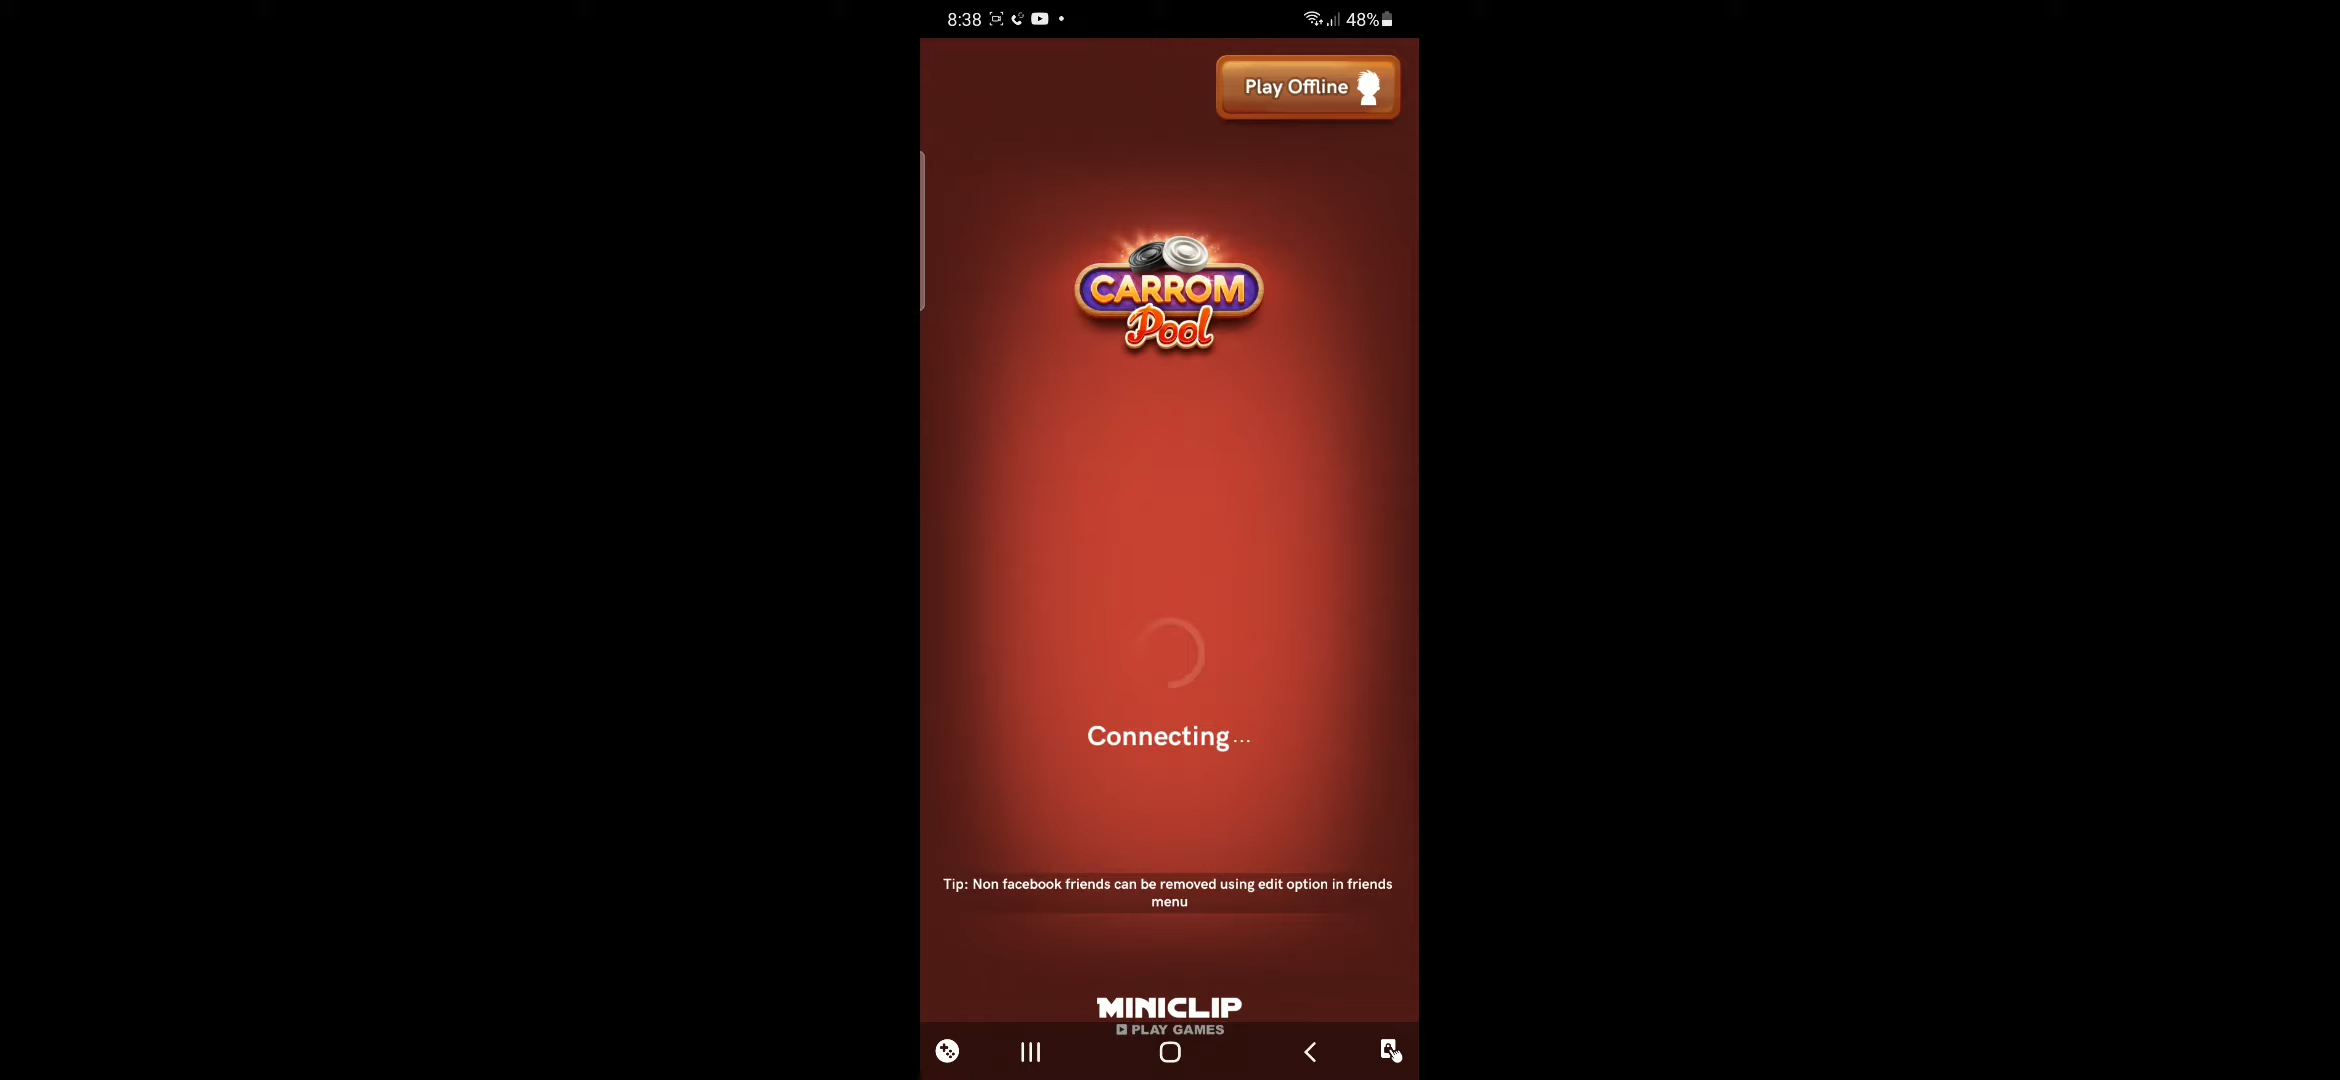 8:38
48%
Play Offline
CARROM
Pool
Connecting...
Tip: Non facebook friends can be removed using edit option in friends
menu
MINICLIP
PLAY GAMES